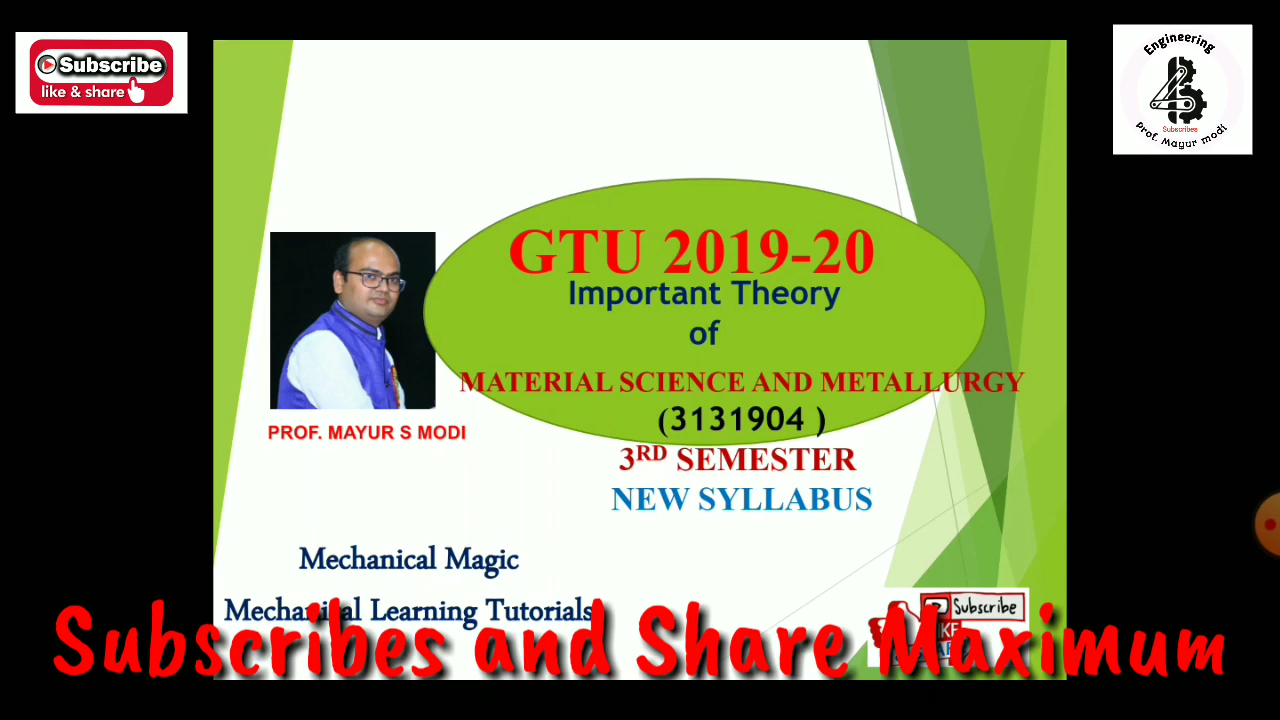 Subscribe
like & share
Engineering
Subscribes
Prof. Mayur modi
GTU 2019-20
Important Theory
of
MATERIAL SCIENCE AND METALLURGY
(3131904 )
3RD SEMESTER
NEW SYLLABUS
PROF. MAYUR S MODI
Mechanical Magic
Mechanical Learning Tutorials
Subscribe
Subscribes and Share Maximum